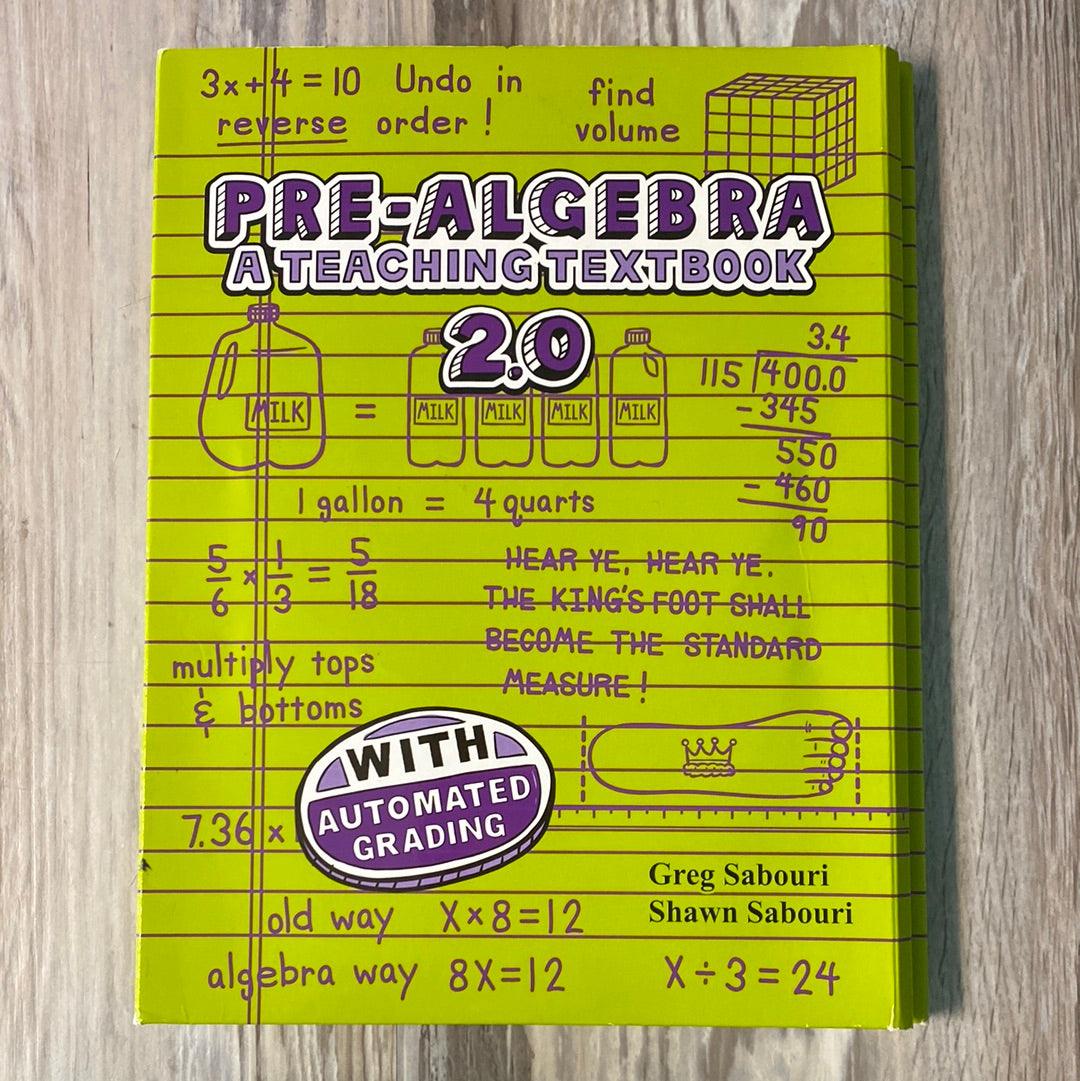 3x+4=10 Undo in
reverse order!
find
volume
PRE-ALGEBRA
A TEACHING TEXTBOOK
2.0
MILK
=
MILK MILK MILK MILK
1 gallon = 4 quarts
3.4
115 400.0
-345
550
- 460
90
5/6 x 1/3 = 5/18
multiply tops
& bottoms
HEAR YE, HEAR YE.
THE KING'S FOOT SHALL
BECOME THE STANDARD
MEASURE!
WITH
AUTOMATED
GRADING
7.36 x
Greg Sabouri
Shawn Sabouri
old way X×8=12
algebra way 8X=12
X÷3=24